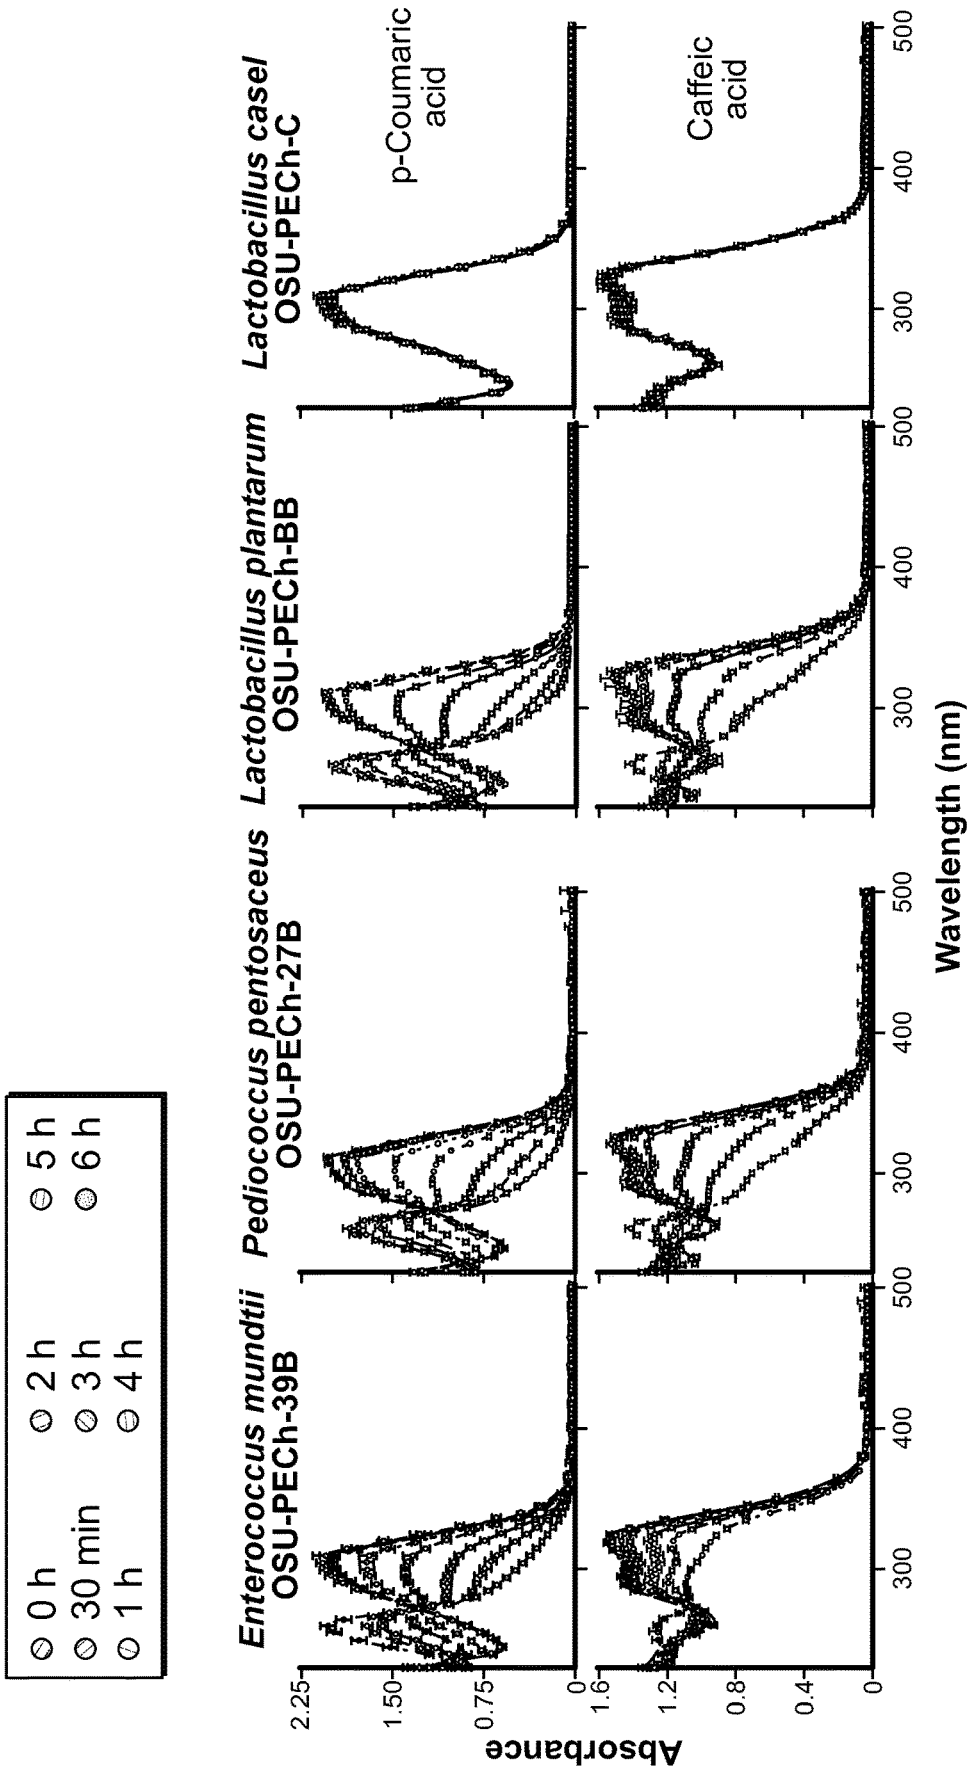 0 h 2 h 5 h
30 min 3 h 6 h
1 h 4 h
Enterococcus mundtii
OSU-PECh-39B
Pediococcus pentosaceus
OSU-PECh-27B
Lactobacillus plantarum
OSU-PECh-BB
Lactobacillus casel
OSU-PECh-C
Absorbance
2.25
1.50
0.75
0
p-Coumaric
acid
1.6
1.2
0.8
0.4
0
Caffeic
acid
300 400 500 300 400 500 300 400 500 300 400 500
Wavelength (nm)